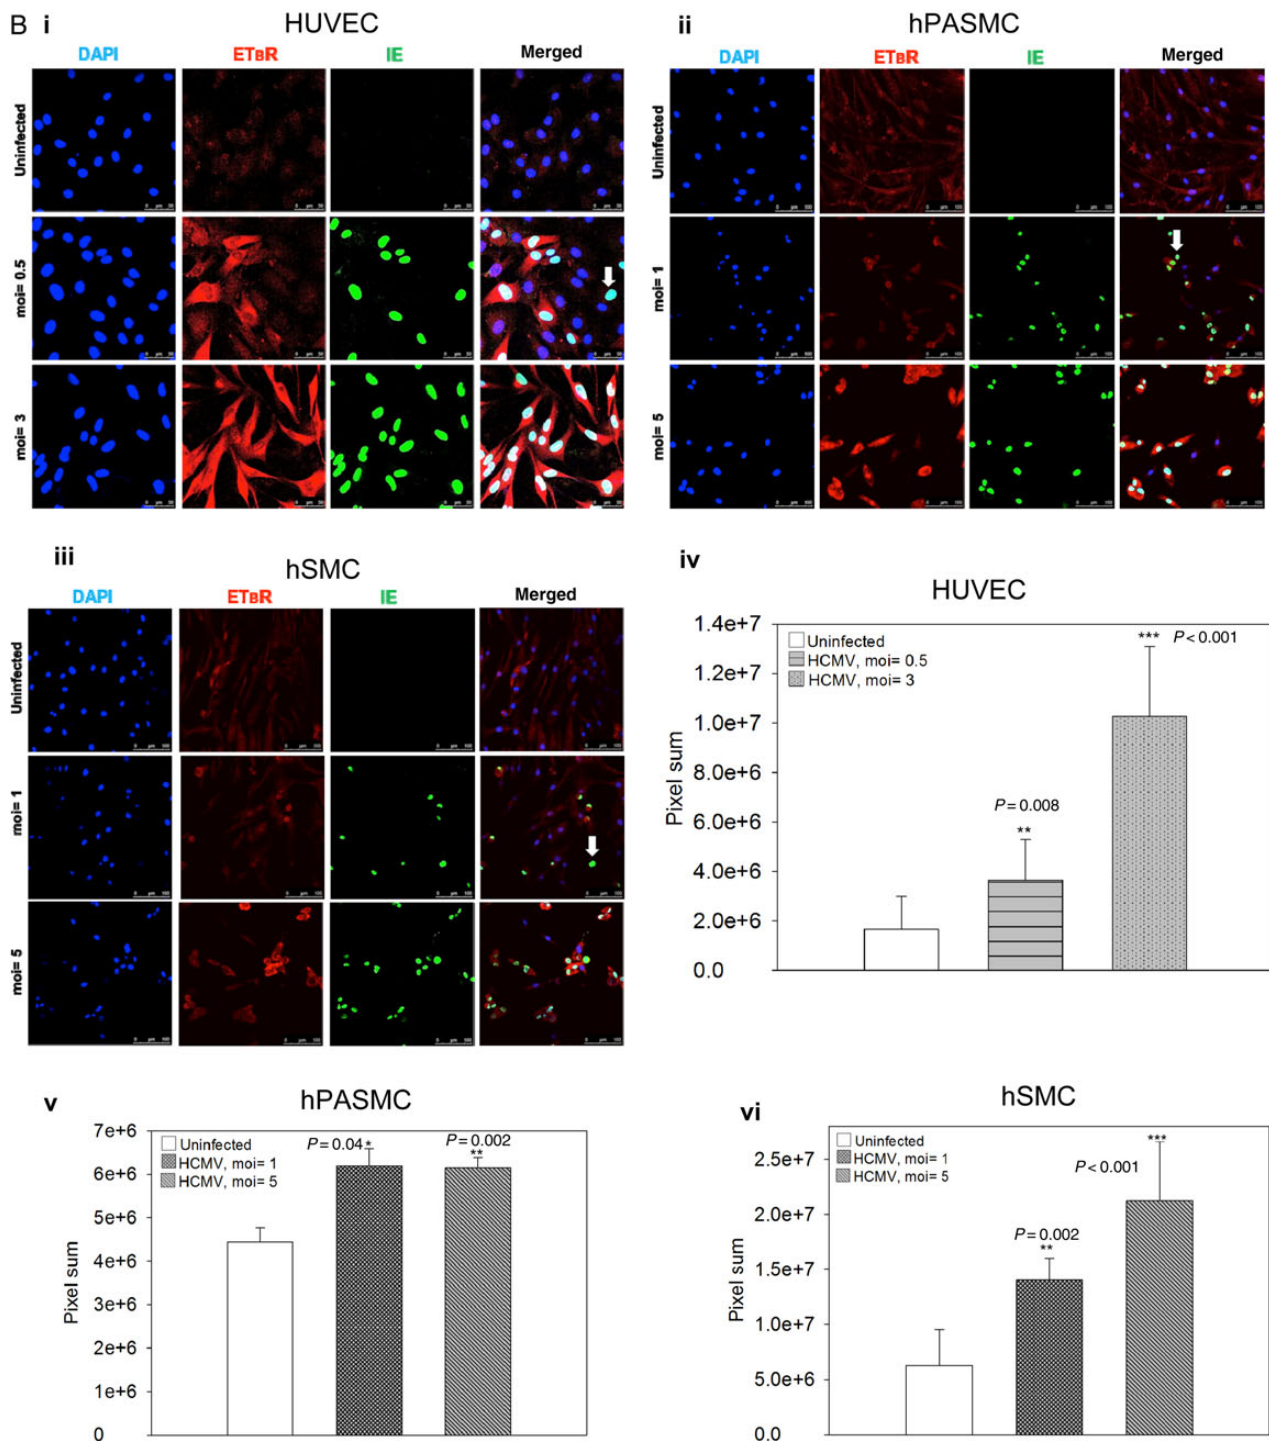 B i HUVEC
DAPI ETBR IE Merged
Uninfected
moi= 0.5
moi= 3
ii hPASMC
DAPI ETBR IE Merged
Uninfected
moi= 1
moi= 5
iii hSMC
DAPI ETBR IE Merged
Uninfected
moi= 1
moi= 5
iv
HUVEC
Pixel sum
1.4e+7
1.2e+7
1.0e+7
8.0e+6
6.0e+6
4.0e+6
2.0e+6
0.0
Uninfected
HCMV, moi= 0.5
HCMV, moi= 3
P = 0.008
**
*** P < 0.001
v hPASMC
Pixel sum
7e+6
6e+6
5e+6
4e+6
3e+6
2e+6
1e+6
0
Uninfected
HCMV, moi= 1
HCMV, moi= 5
P = 0.04 *
P = 0.002
**
vi hSMC
Pixel sum
2.5e+7
2.0e+7
1.5e+7
1.0e+7
5.0e+6
0.0
Uninfected
HCMV, moi= 1
HCMV, moi= 5
P = 0.002
**
***
P < 0.001